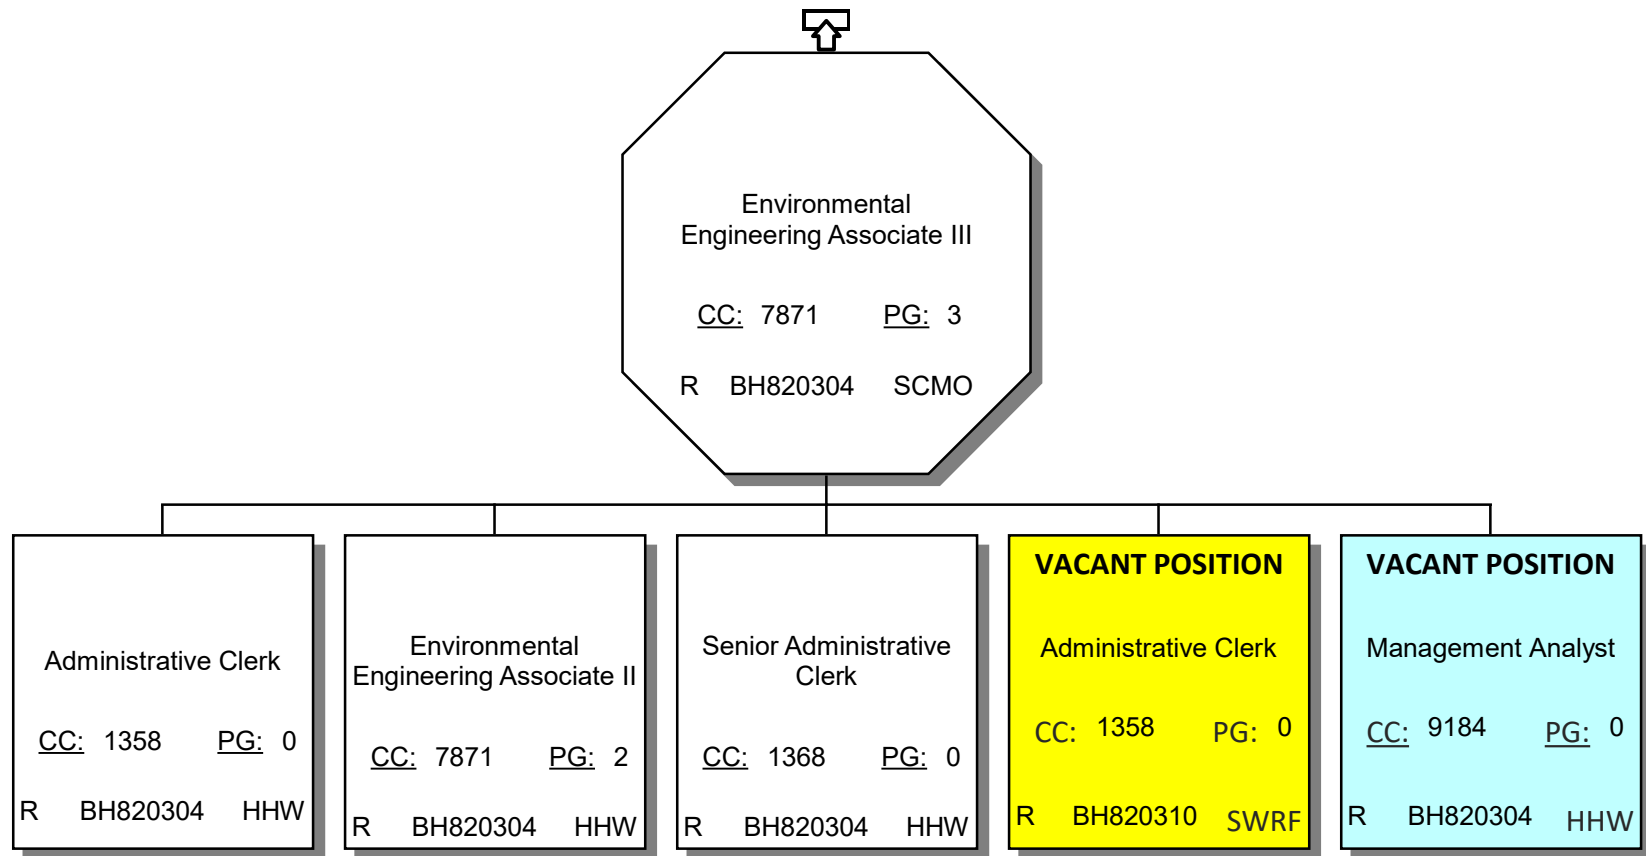 Environmental
Engineering Associate III
CC: 7871 PG: 3
R BH820304 SCMO
Administrative Clerk
CC: 1358 PG: 0
R BH820304 HHW
Environmental
Engineering Associate II
CC: 7871 PG: 2
R BH820304 HHW
Senior Administrative
Clerk
CC: 1368 PG: 0
R BH820304 HHW
VACANT POSITION
Administrative Clerk
CC: 1358 PG: 0
R BH820310 SWRF
VACANT POSITION
Management Analyst
CC: 9184 PG: 0
R BH820304 HHW